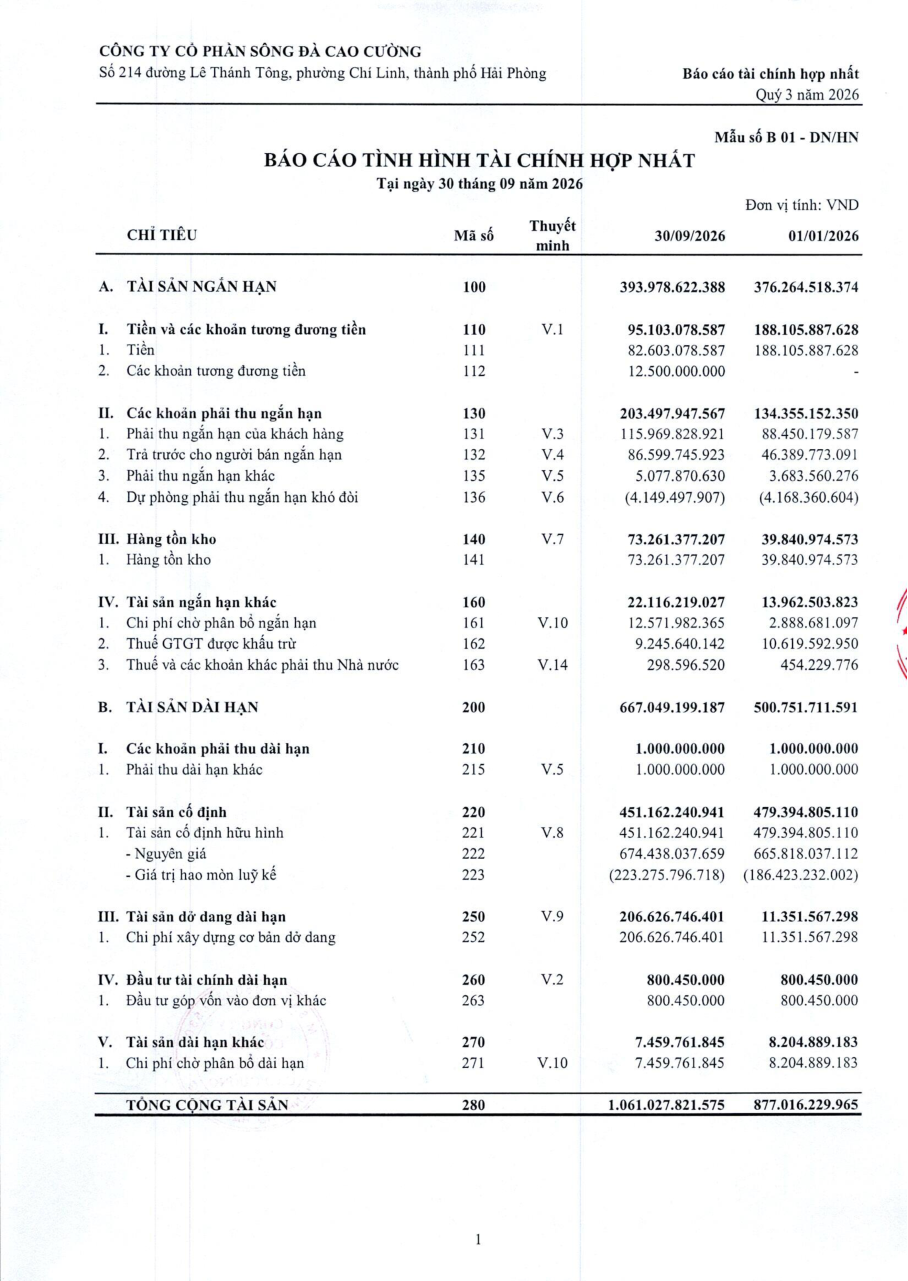 CÔNG TY CỔ PHẦN SÔNG ĐÀ CAO CƯỜNG
Số 214 đường Lê Thánh Tông, phường Chí Linh, thành phố Hải Phòng Báo cáo tài chính hợp nhất
Quý 3 năm 2026
Mẫu số B 01 - DN/HN
BÁO CÁO TÌNH HÌNH TÀI CHÍNH HỢP NHẤT
Tại ngày 30 tháng 09 năm 2026
Đơn vị tính: VND
CHỈ TIÊU Mã số Thuyết minh 30/09/2026 01/01/2026
A. TÀI SẢN NGẮN HẠN 100 393.978.622.388 376.264.518.374
I. Tiền và các khoản tương đương tiền 110 V.1 95.103.078.587 188.105.887.628
1. Tiền 111 82.603.078.587 188.105.887.628
2. Các khoản tương đương tiền 112 12.500.000.000 -
II. Các khoản phải thu ngắn hạn 130 203.497.947.567 134.355.152.350
1. Phải thu ngắn hạn của khách hàng 131 V.3 115.969.828.921 88.450.179.587
2. Trả trước cho người bán ngắn hạn 132 V.4 86.599.745.923 46.389.773.091
3. Phải thu ngắn hạn khác 135 V.5 5.077.870.630 3.683.560.276
4. Dự phòng phải thu ngắn hạn khó đòi 136 V.6 (4.149.497.907) (4.168.360.604)
III. Hàng tồn kho 140 V.7 73.261.377.207 39.840.974.573
1. Hàng tồn kho 141 73.261.377.207 39.840.974.573
IV. Tài sản ngắn hạn khác 160 22.116.219.027 13.962.503.823
1. Chi phí chờ phân bổ ngắn hạn 161 V.10 12.571.982.365 2.888.681.097
2. Thuế GTGT được khấu trừ 162 9.245.640.142 10.619.592.950
3. Thuế và các khoản khác phải thu Nhà nước 163 V.14 298.596.520 454.229.776
B. TÀI SẢN DÀI HẠN 200 667.049.199.187 500.751.711.591
I. Các khoản phải thu dài hạn 210 1.000.000.000 1.000.000.000
1. Phải thu dài hạn khác 215 V.5 1.000.000.000 1.000.000.000
II. Tài sản cố định 220 451.162.240.941 479.394.805.110
1. Tài sản cố định hữu hình 221 V.8 451.162.240.941 479.394.805.110
- Nguyên giá 222 674.438.037.659 665.818.037.112
- Giá trị hao mòn luỹ kế 223 (223.275.796.718) (186.423.232.002)
III. Tài sản dở dang dài hạn 250 V.9 206.626.746.401 11.351.567.298
1. Chi phí xây dựng cơ bản dở dang 252 206.626.746.401 11.351.567.298
IV. Đầu tư tài chính dài hạn 260 V.2 800.450.000 800.450.000
1. Đầu tư góp vốn vào đơn vị khác 263 800.450.000 800.450.000
V. Tài sản dài hạn khác 270 7.459.761.845 8.204.889.183
1. Chi phí chờ phân bổ dài hạn 271 V.10 7.459.761.845 8.204.889.183
TỔNG CỘNG TÀI SẢN 280 1.061.027.821.575 877.016.229.965
1